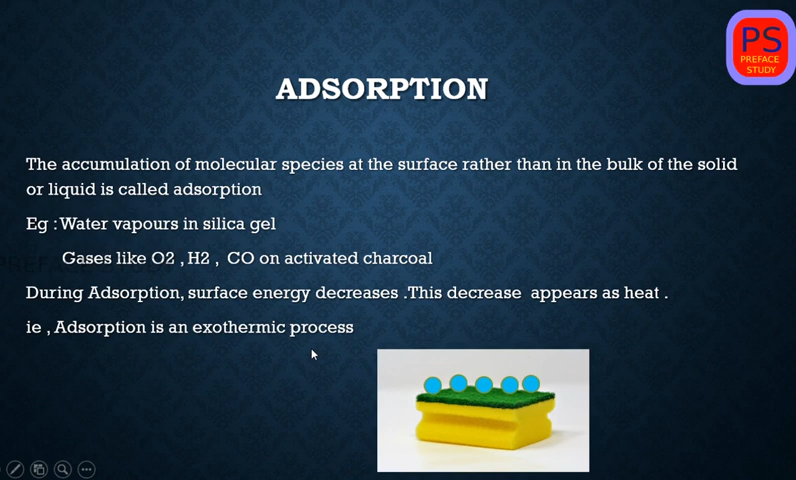 PS
PREFACE
STUDY
ADSORPTION
The accumulation of molecular species at the surface rather than in the bulk of the solid
or liquid is called adsorption
Eg : Water vapours in silica gel
Gases like O2 , H2 , CO on activated charcoal
During Adsorption, surface energy decreases .This decrease appears as heat .
ie , Adsorption is an exothermic process